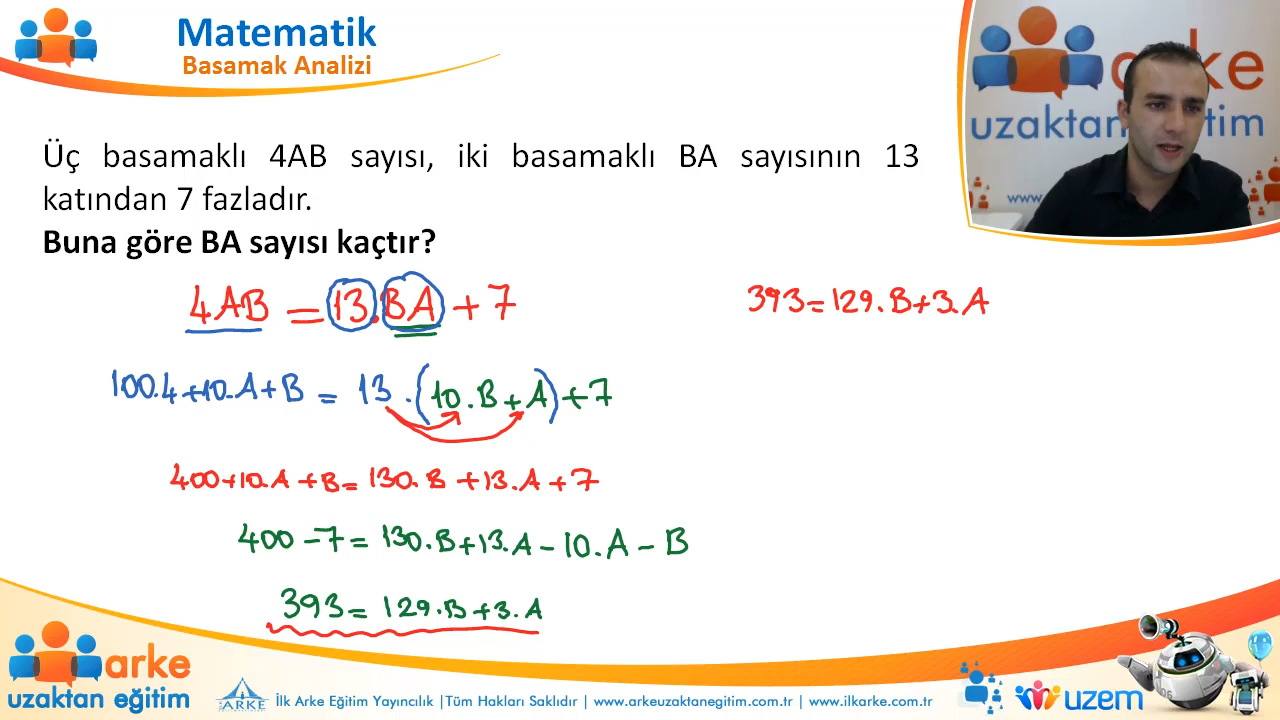 Matematik
Basamak Analizi
arke
uzaktan eğitim
Üç basamaklı 4AB sayısı, iki basamaklı BA sayısının 13
katından 7 fazladır.
Buna göre BA sayısı kaçtır?
4AB = 13.BA + 7
393 = 129.B + 3.A
100.4 + 10.A + B = 13.(10.B + A) + 7
400 + 10.A + B = 130.B + 13.A + 7
400 - 7 = 130.B + 13.A - 10.A - B
393 = 129.B + 3.A
arke
uzaktan eğitim
ARKE
İlk Arke Eğitim Yayıncılık |Tüm Hakları Saklıdır | www.arkeuzaktanegitim.com.tr | www.ilkarke.com.tr
uzem